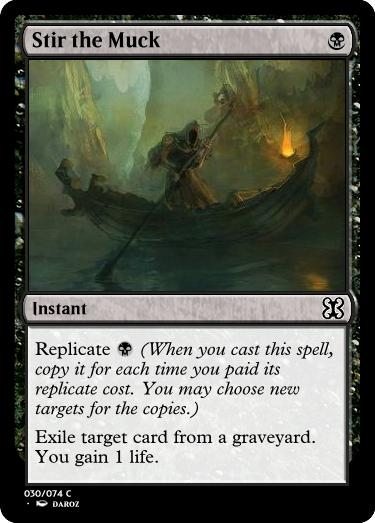 Stir the Muck
Instant
Replicate (When you cast this spell,
copy it for each time you paid its
replicate cost. You may choose new
targets for the copies.)
Exile target card from a graveyard.
You gain 1 life.
030/074 C
· DAROZ